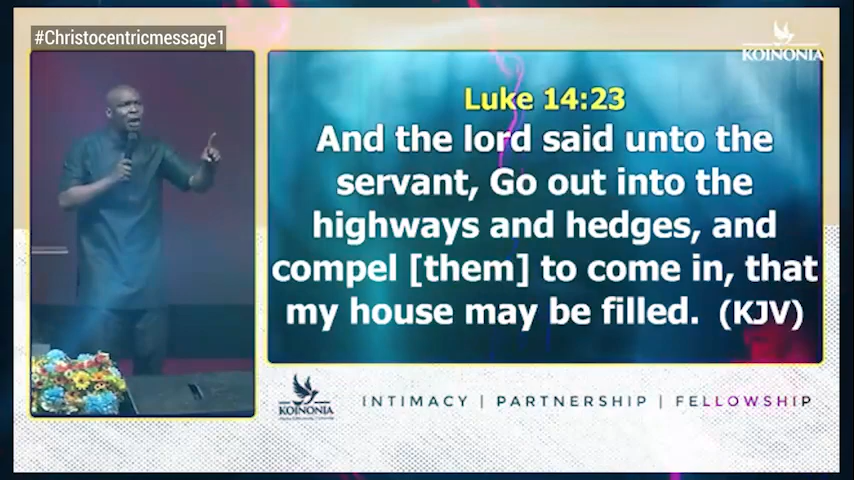 #Christocentricmessage1
KOINONIA
Luke 14:23
And the lord said unto the
servant, Go out into the
highways and hedges, and
compel [them] to come in, that
my house may be filled. (KJV)
KOINONIA
INTIMACY | PARTNERSHIP | FELLOWSHIP